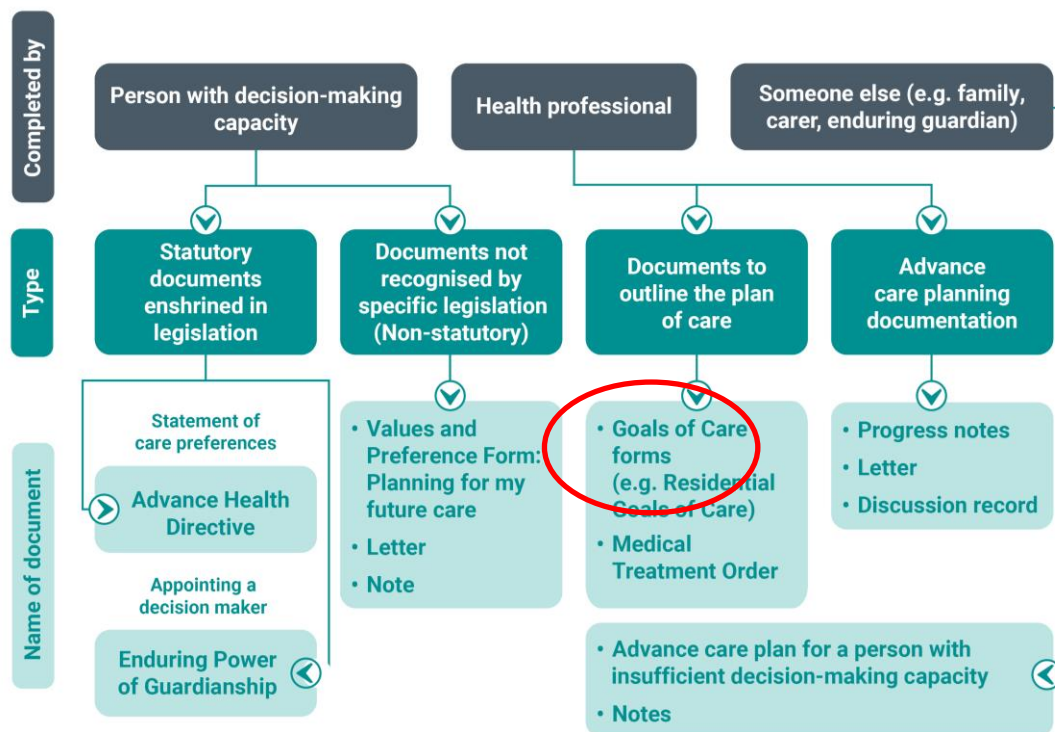 Completed by
Person with decision-making
capacity
Health professional
Someone else (e.g. family,
carer, enduring guardian)
Type
Statutory
documents
enshrined in
legislation
Documents not
recognised by
specific legislation
(Non-statutory)
Documents to
outline the plan
of care
Advance
care planning
documentation
Name of document
Statement of
care preferences
Advance Health
Directive
Appointing a
decision maker
Enduring Power
of Guardianship
• Values and
Preference Form:
Planning for my
future care
• Letter
• Note
• Goals of Care
forms
(e.g. Residential
Goals of Care)
• Medical
Treatment Order
• Progress notes
• Letter
• Discussion record
• Advance care plan for a person with
insufficient decision-making capacity
• Notes